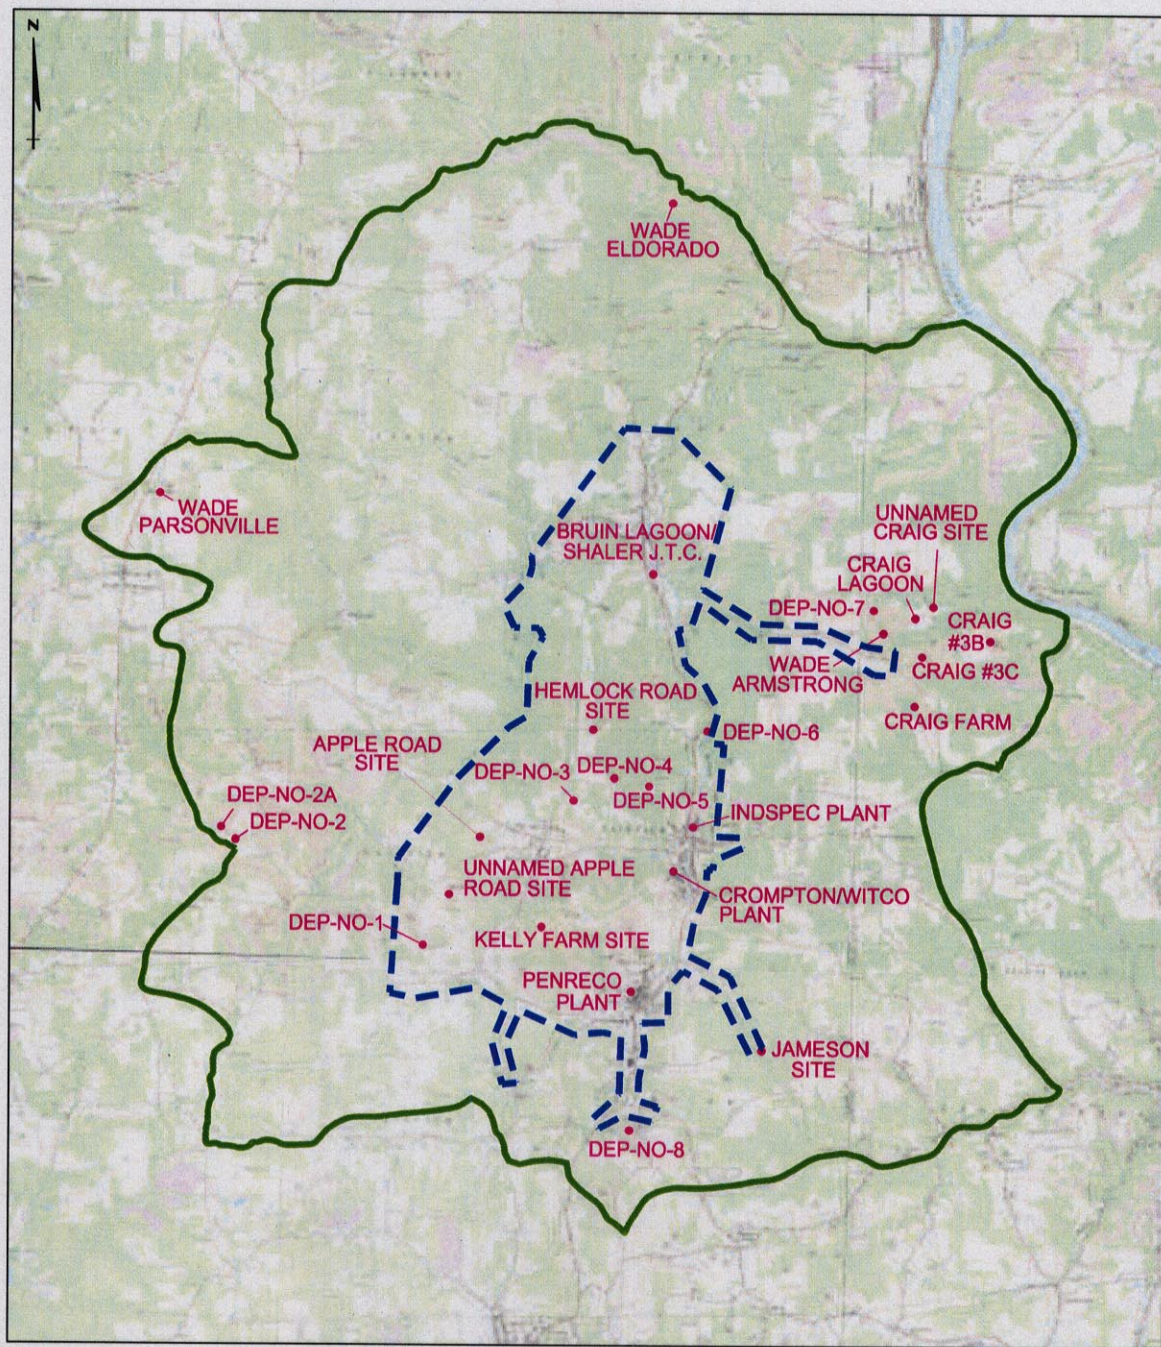 N
WADE
ELDORADO
WADE
PARSONVILLE
BRUIN LAGOON/
SHALER J.T.C.
UNNAMED
CRAIG SITE
CRAIG
LAGOON
DEP-NO-7
CRAIG
#3B
WADE
ARMSTRONG
CRAIG #3C
CRAIG FARM
HEMLOCK ROAD
SITE
DEP-NO-6
APPLE ROAD
SITE
DEP-NO-3
DEP-NO-4
DEP-NO-5
DEP-NO-2A
DEP-NO-2
INDSPEC PLANT
UNNAMED APPLE
ROAD SITE
CROMPTON/WITCO
PLANT
DEP-NO-1
KELLY FARM SITE
PENRECO
PLANT
JAMESON
SITE
DEP-NO-8